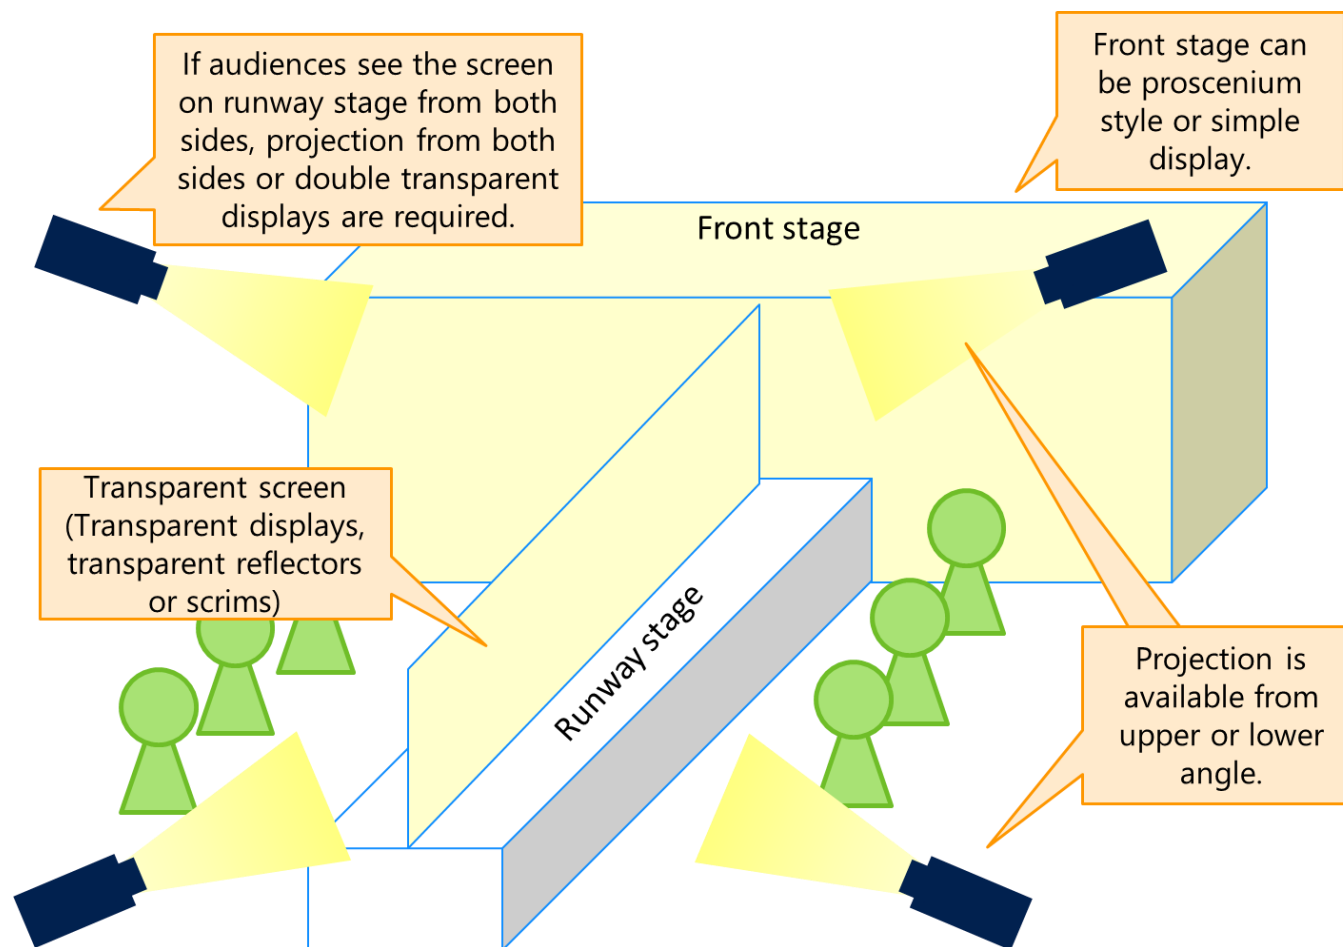 If audiences see the screen
on runway stage from both
sides, projection from both
sides or double transparent
displays are required.
Front stage can
be proscenium
style or simple
display.
Front stage
Transparent screen
(Transparent displays,
transparent reflectors
or scrims)
Runway stage
Projection is
available from
upper or lower
angle.